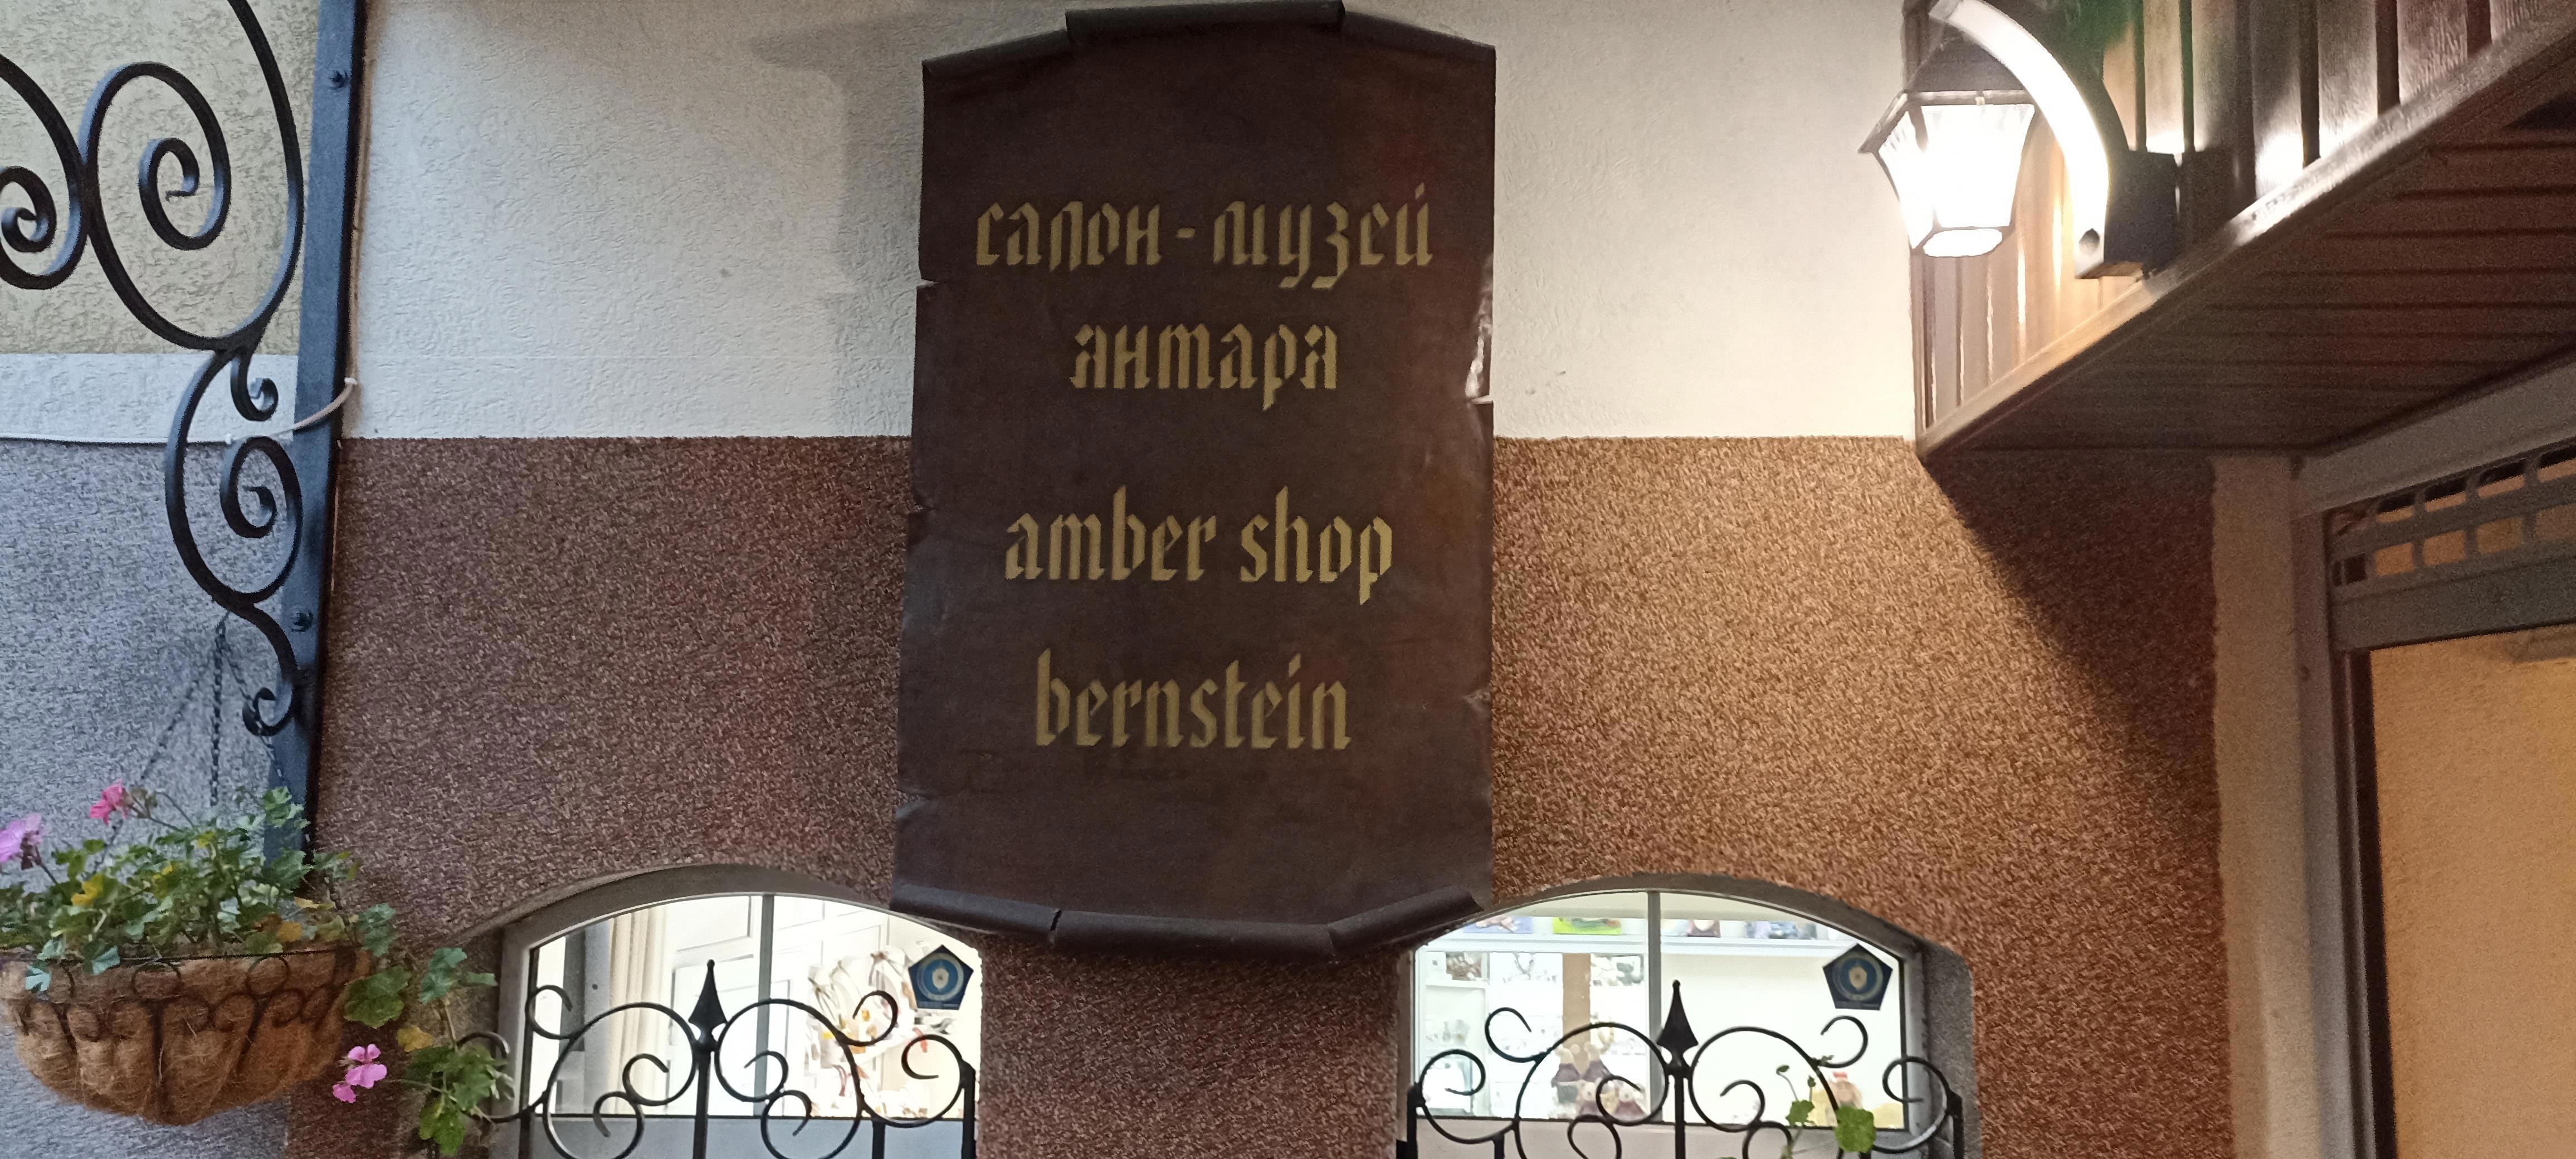 салон-музей
янтаря
amber shop
bernstein